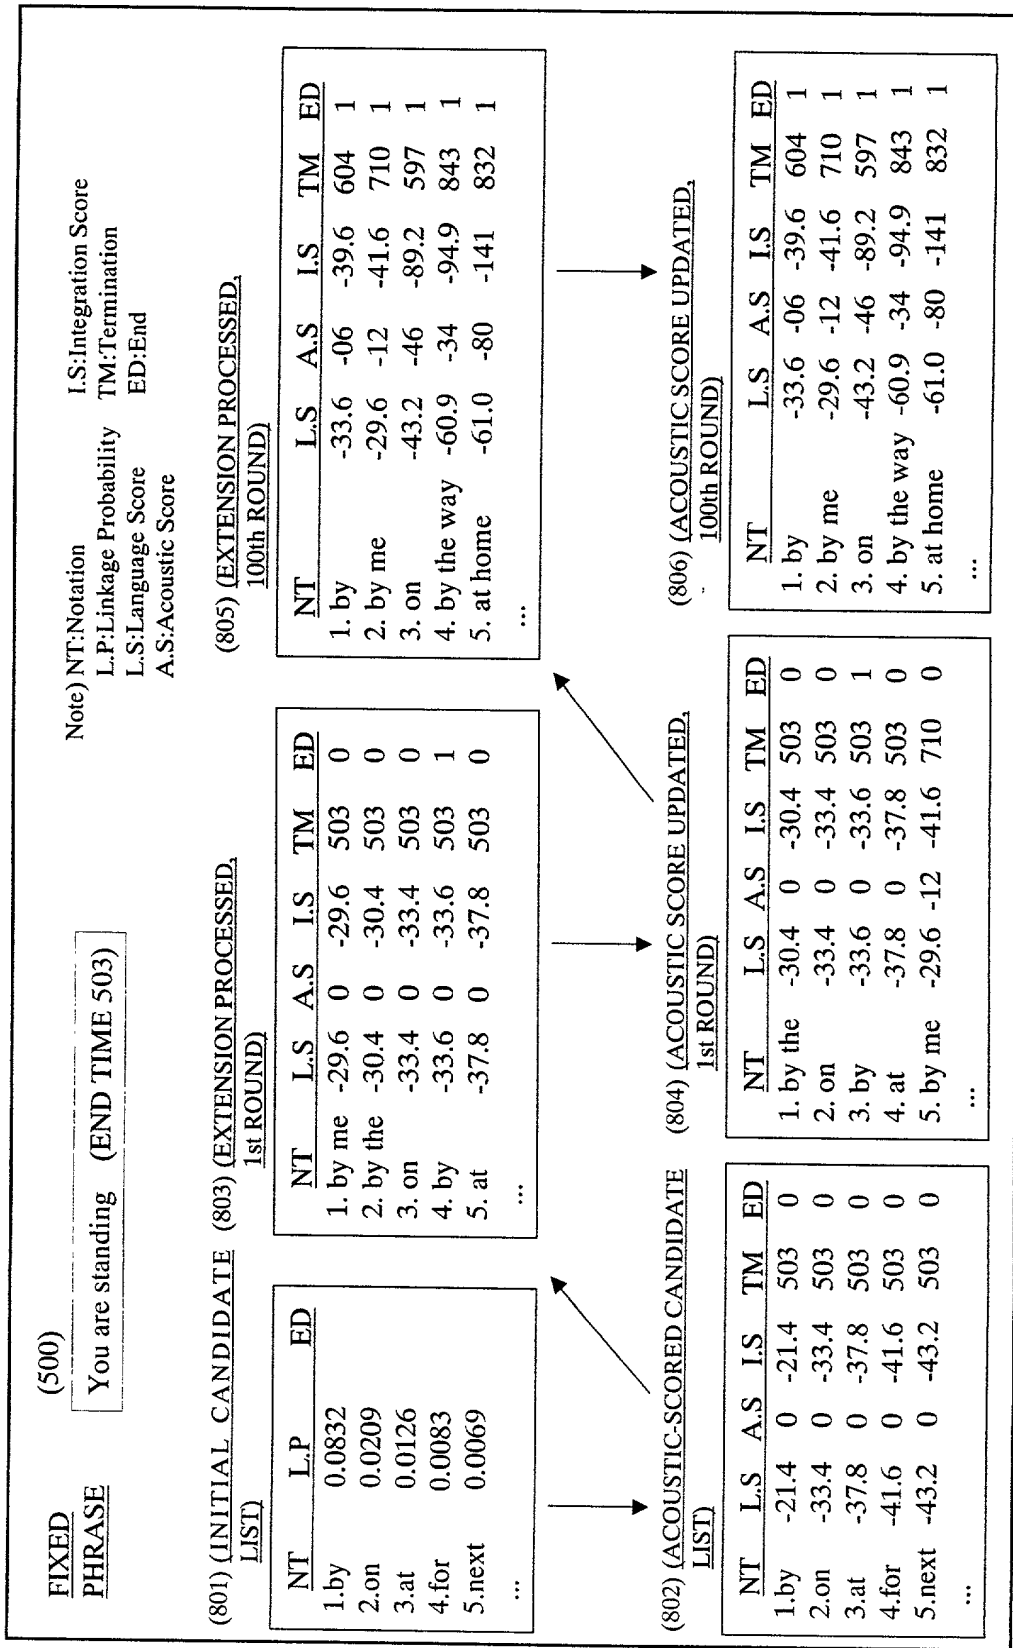 FIXED
PHRASE
(500)
You are standing (END TIME 503)
Note) NT:Notation I.S:Integration Score
L.P:Linkage Probability TM:Termination
L.S:Language Score ED:End
A.S:Acoustic Score
(801) (INITIAL CANDIDATE
LIST)
NT L.P ED
1.by 0.0832
2.on 0.0209
3.at 0.0126
4.for 0.0083
5.next 0.0069
...
(803) (EXTENSION PROCESSED,
1st ROUND)
NT L.S A.S I.S TM ED
1. by me -29.6 0 -29.6 503 0
2. by the -30.4 0 -30.4 503 0
3. on -33.4 0 -33.4 503 0
4. by -33.6 0 -33.6 503 1
5. at -37.8 0 -37.8 503 0
...
(805) (EXTENSION PROCESSED,
100th ROUND)
NT L.S A.S I.S TM ED
1. by -33.6 -06 -39.6 604 1
2. by me -29.6 -12 -41.6 710 1
3. on -43.2 -46 -89.2 597 1
4. by the way -60.9 -34 -94.9 843 1
5. at home -61.0 -80 -141 832 1
...
(802) (ACOUSTIC-SCORED CANDIDATE
LIST)
NT L.S A.S I.S TM ED
1.by -21.4 0 -21.4 503 0
2.on -33.4 0 -33.4 503 0
3.at -37.8 0 -37.8 503 0
4.for -41.6 0 -41.6 503 0
5.next -43.2 0 -43.2 503 0
...
(804) (ACOUSTIC SCORE UPDATED,
1st ROUND)
NT L.S A.S I.S TM ED
1. by the -30.4 0 -30.4 503 0
2. on -33.4 0 -33.4 503 0
3. by -33.6 0 -33.6 503 1
4. at -37.8 0 -37.8 503 0
5. by me -29.6 -12 -41.6 710 0
...
(806) (ACOUSTIC SCORE UPDATED,
100th ROUND)
NT L.S A.S I.S TM ED
1. by -33.6 -06 -39.6 604 1
2. by me -29.6 -12 -41.6 710 1
3. on -43.2 -46 -89.2 597 1
4. by the way -60.9 -34 -94.9 843 1
5. at home -61.0 -80 -141 832 1
...